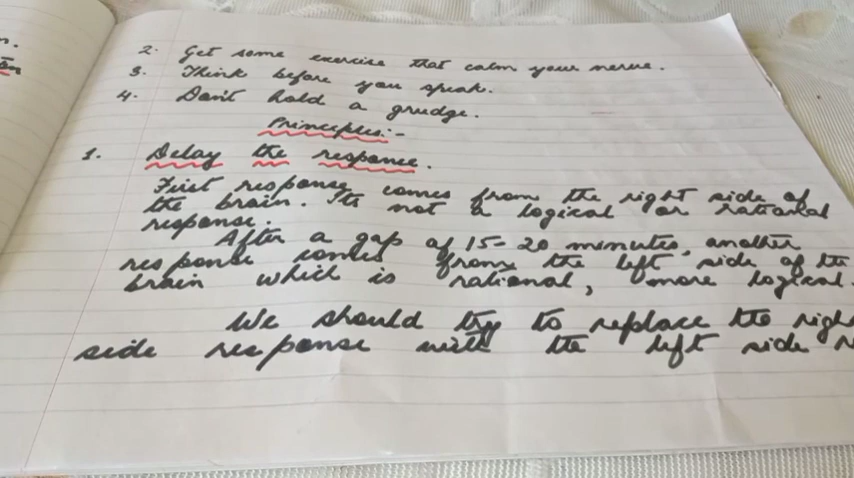 n.
2. Get some exercise that calm your nerve.
3. Think before you speak.
4. Don't hold a grudge.
Principles:-
1. Delay the response.
First response comes from the right side of
the brain. Its not a logical or rational
response.
After a gap of 15-20 minutes, another
response comes from the left side of the
brain which is rational, more logical.
We should try to replace the righ
side response with the left side r